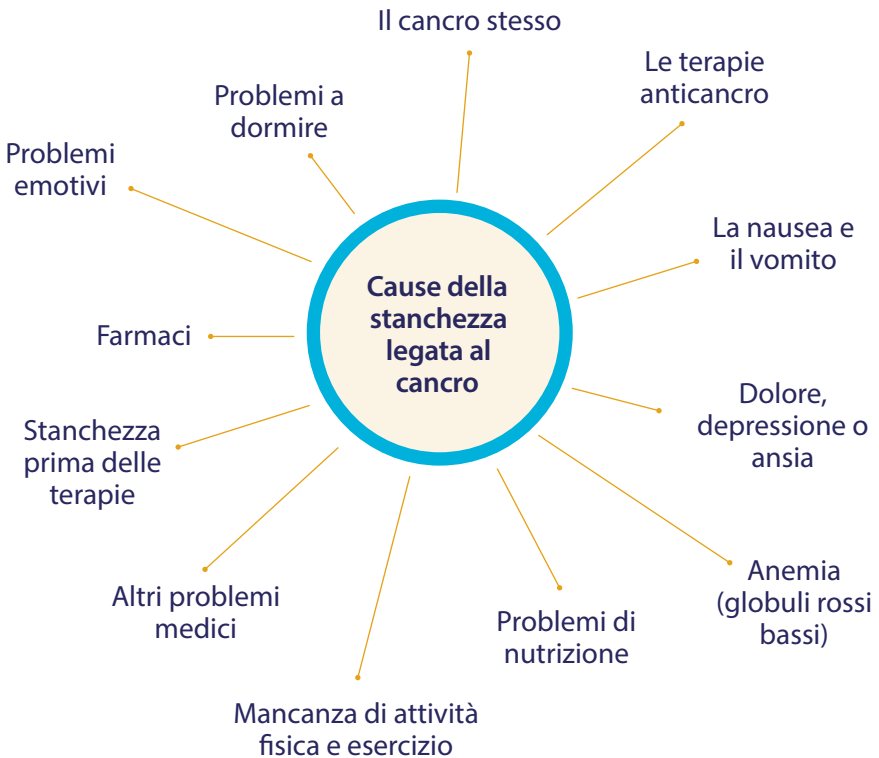 Il cancro stesso
Le terapie
anticancro
La nausea e
il vomito
Dolore,
depressione o
ansia
Anemia
(globuli rossi
bassi)
Problemi di
nutrizione
Mancanza di attività
fisica e esercizio
Altri problemi
medici
Stanchezza
prima delle
terapie
Farmaci
Problemi
emotivi
Problemi a
dormire
Cause della
stanchezza
legata al
cancro